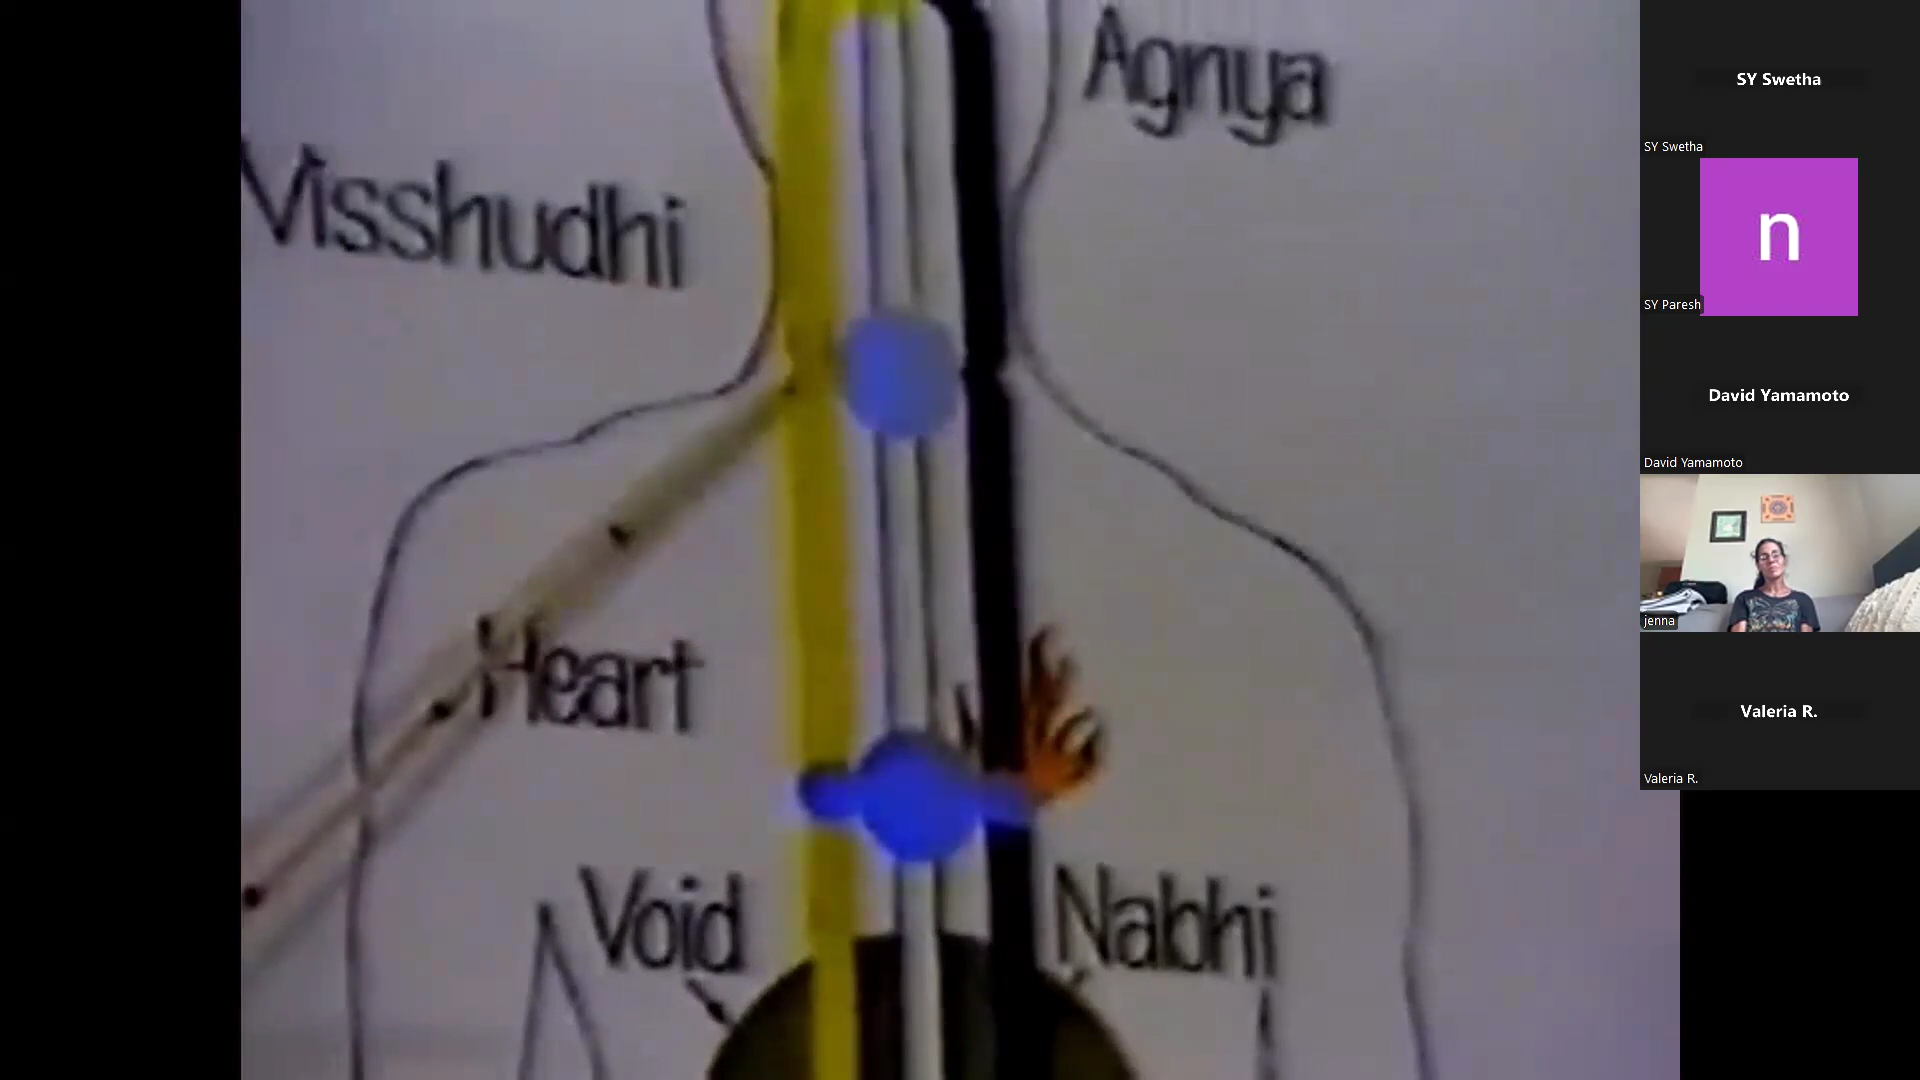 Agnya
Visshudhi
Heart
Void
Nabhi
SY Swetha
SY Swetha
n
SY Paresh
David Yamamoto
David Yamamoto
jenna
Valeria R.
Valeria R.